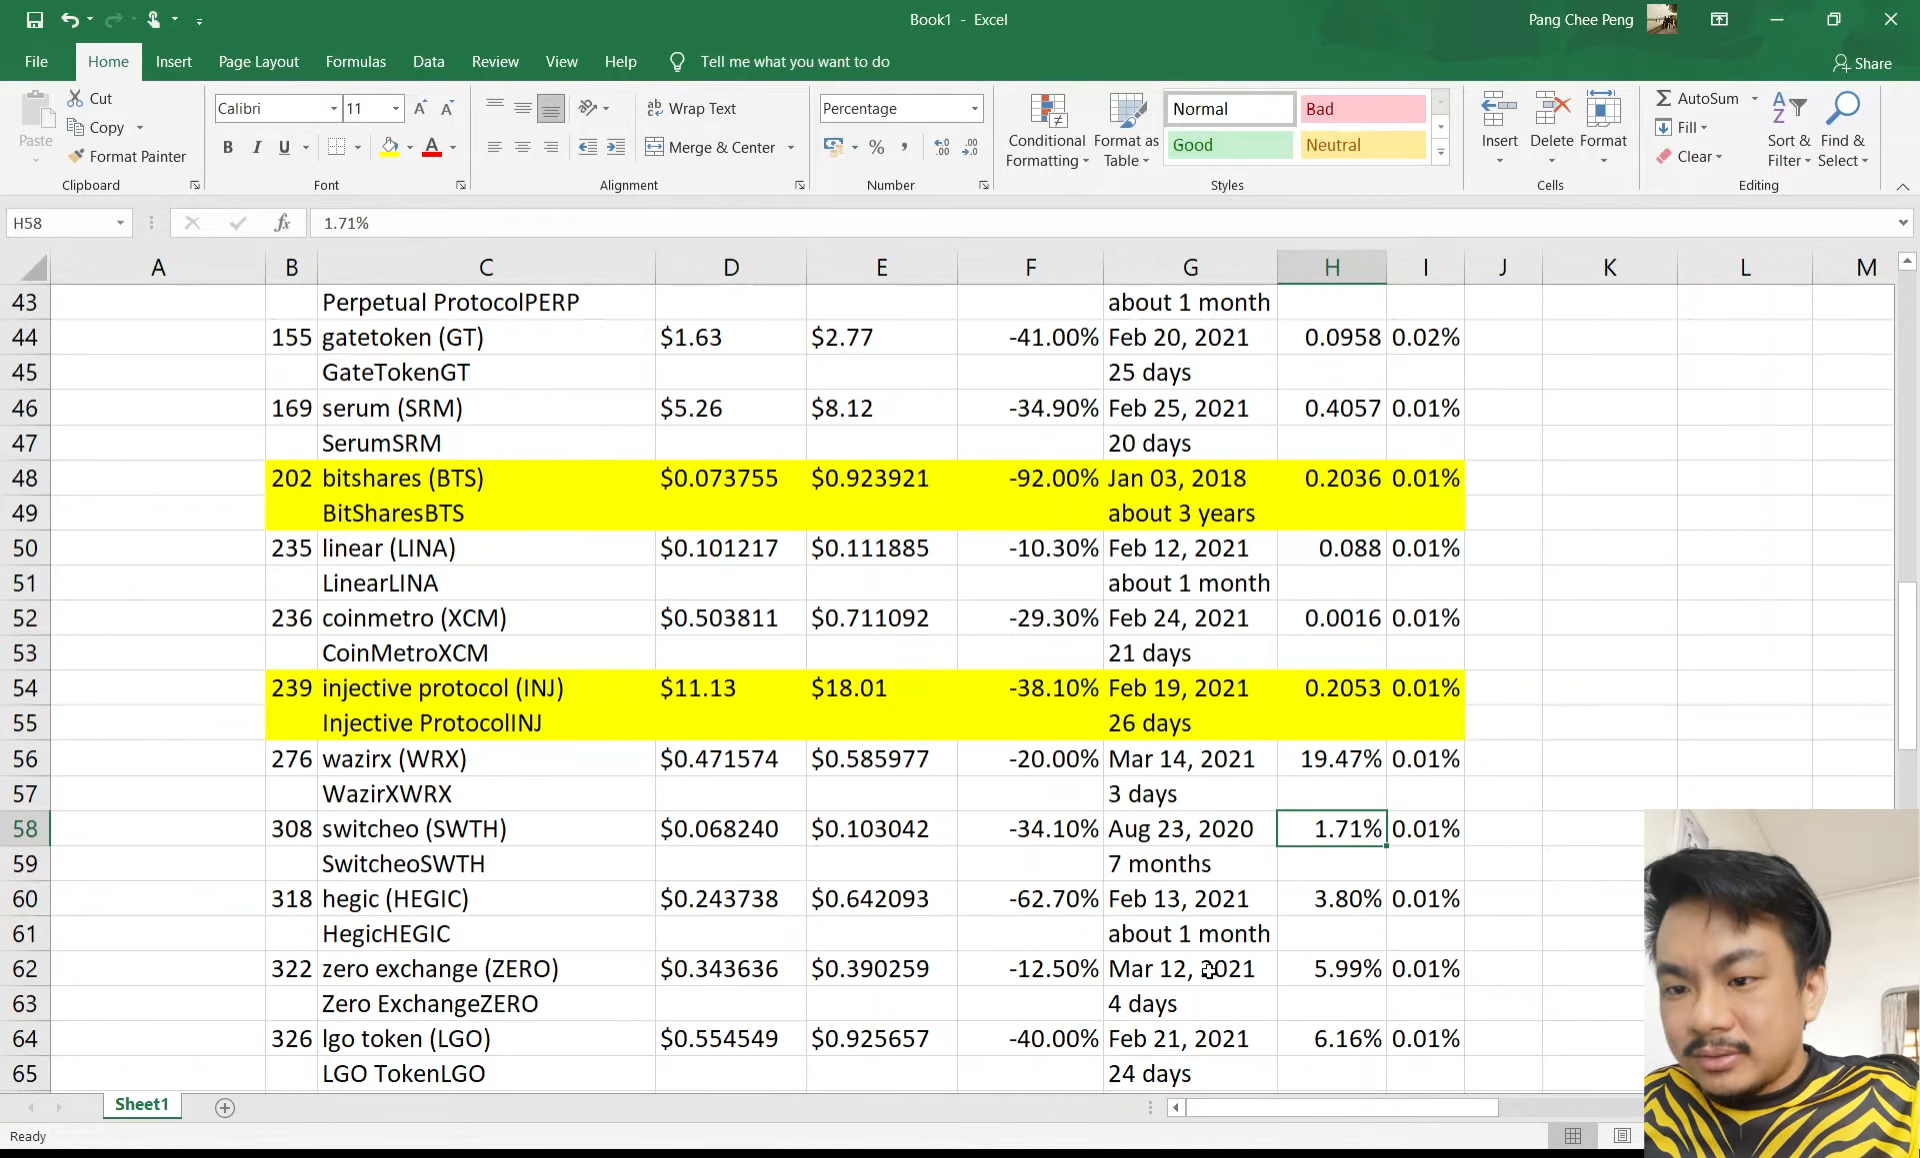 Book1 - Excel
Pang Chee Peng
File Home Insert Page Layout Formulas Data Review View Help Tell me what you want to do
Share
Cut
Copy
Format Painter
Paste
Clipboard
Calibri 11
B I U A
Font
Wrap Text
Merge & Center
Alignment
Percentage
% ,
Number
Conditional Formatting
Format as Table
Normal Bad
Good Neutral
Styles
Insert Delete Format
Cells
AutoSum
Fill
Clear
Sort & Filter
Find & Select
Editing
H58 fx 1.71%
A B C D E F G H I J K L M
43 Perpetual ProtocolPERP about 1 month
44 155 gatetoken (GT) $1.63 $2.77 -41.00% Feb 20, 2021 0.0958 0.02%
45 GateTokenGT 25 days
46 169 serum (SRM) $5.26 $8.12 -34.90% Feb 25, 2021 0.4057 0.01%
47 SerumSRM 20 days
48 202 bitshares (BTS) $0.073755 $0.923921 -92.00% Jan 03, 2018 0.2036 0.01%
49 BitSharesBTS about 3 years
50 235 linear (LINA) $0.101217 $0.111885 -10.30% Feb 12, 2021 0.088 0.01%
51 LinearLINA about 1 month
52 236 coinmetro (XCM) $0.503811 $0.711092 -29.30% Feb 24, 2021 0.0016 0.01%
53 CoinMetroXCM 21 days
54 239 injective protocol (INJ) $11.13 $18.01 -38.10% Feb 19, 2021 0.2053 0.01%
55 Injective ProtocolINJ 26 days
56 276 wazirx (WRX) $0.471574 $0.585977 -20.00% Mar 14, 2021 19.47% 0.01%
57 WazirXWRX 3 days
58 308 switcheo (SWTH) $0.068240 $0.103042 -34.10% Aug 23, 2020 1.71% 0.01%
59 SwitcheoSWTH 7 months
60 318 hegic (HEGIC) $0.243738 $0.642093 -62.70% Feb 13, 2021 3.80% 0.01%
61 HegicHEGIC about 1 month
62 322 zero exchange (ZERO) $0.343636 $0.390259 -12.50% Mar 12, 2021 5.99% 0.01%
63 Zero ExchangeZERO 4 days
64 326 lgo token (LGO) $0.554549 $0.925657 -40.00% Feb 21, 2021 6.16% 0.01%
65 LGO TokenLGO 24 days
Sheet1
Ready